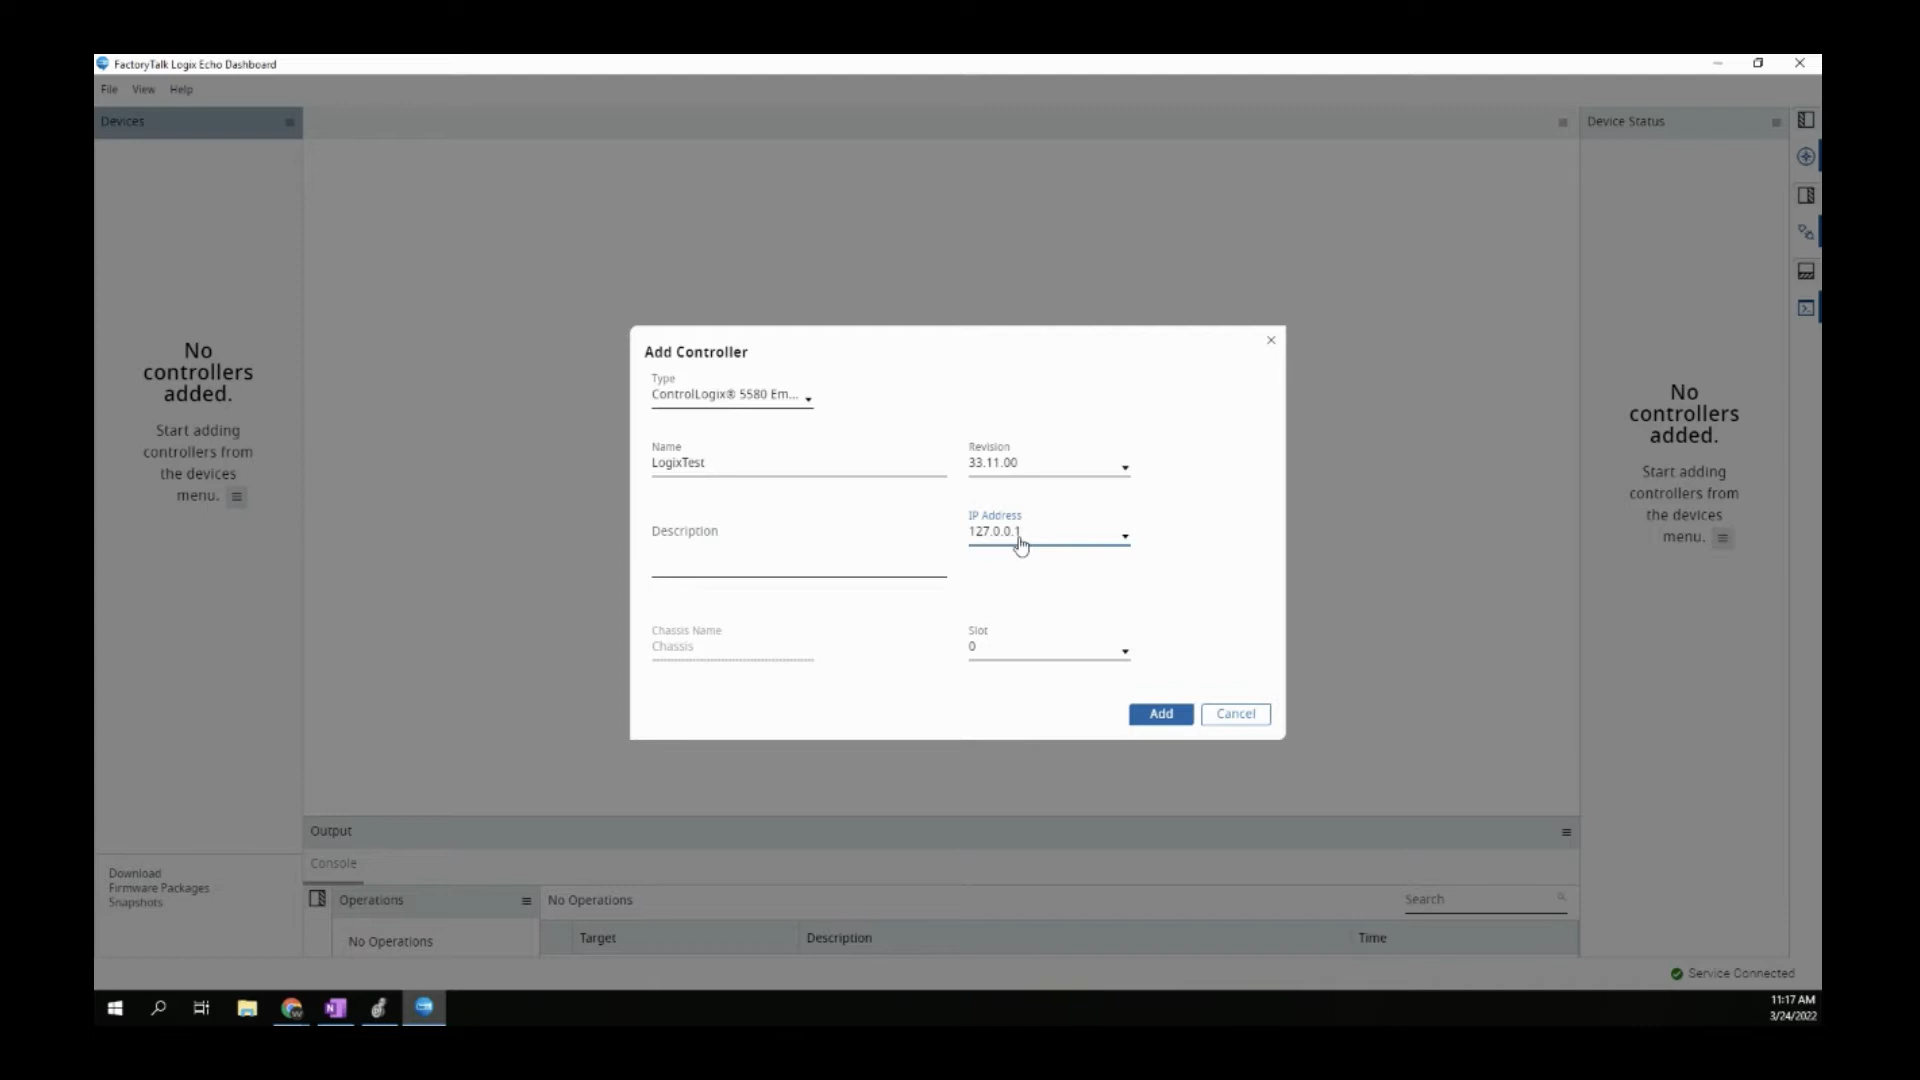 FactoryTalk Logix Echo Dashboard
File View Help
Devices
Device Status
No
controllers
added.
Start adding
controllers from
the devices
menu.
Add Controller
Type
ControlLogix® 5580 Em...
Name
LogixTest
Revision
33.11.00
Description
IP Address
127.0.0.1
Chassis Name
Chassis
Slot
0
Add Cancel
No
controllers
added.
Start adding
controllers from
the devices
menu.
Output
Console
Download
Firmware Packages
Snapshots
Operations
No Operations
No Operations
Search
Target Description Time
Service Connected
11:17 AM
3/24/2022